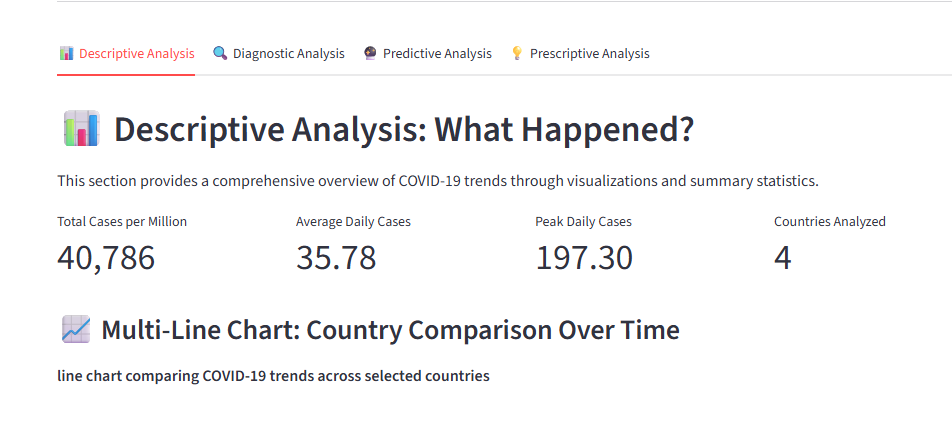 Descriptive Analysis Diagnostic Analysis Predictive Analysis Prescriptive Analysis
Descriptive Analysis: What Happened?
This section provides a comprehensive overview of COVID-19 trends through visualizations and summary statistics.
Total Cases per Million Average Daily Cases Peak Daily Cases Countries Analyzed
40,786 35.78 197.30 4
Multi-Line Chart: Country Comparison Over Time
line chart comparing COVID-19 trends across selected countries